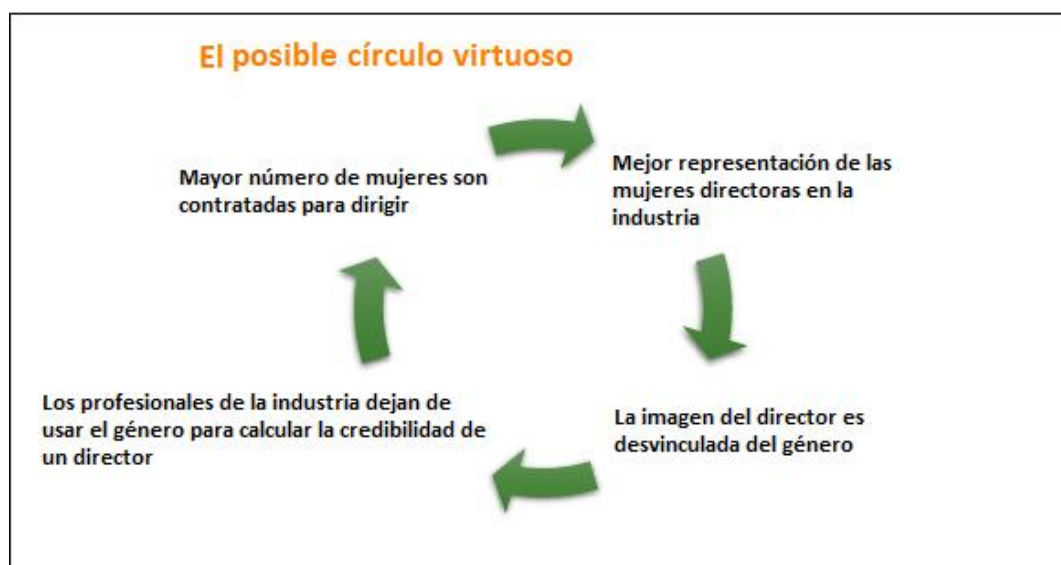 El posible círculo virtuoso
Mayor número de mujeres son
contratadas para dirigir
Mejor representación de las
mujeres directoras en la
industria
Los profesionales de la industria dejan de
usar el género para calcular la credibilidad de
un director
La imagen del director es
desvinculada del género